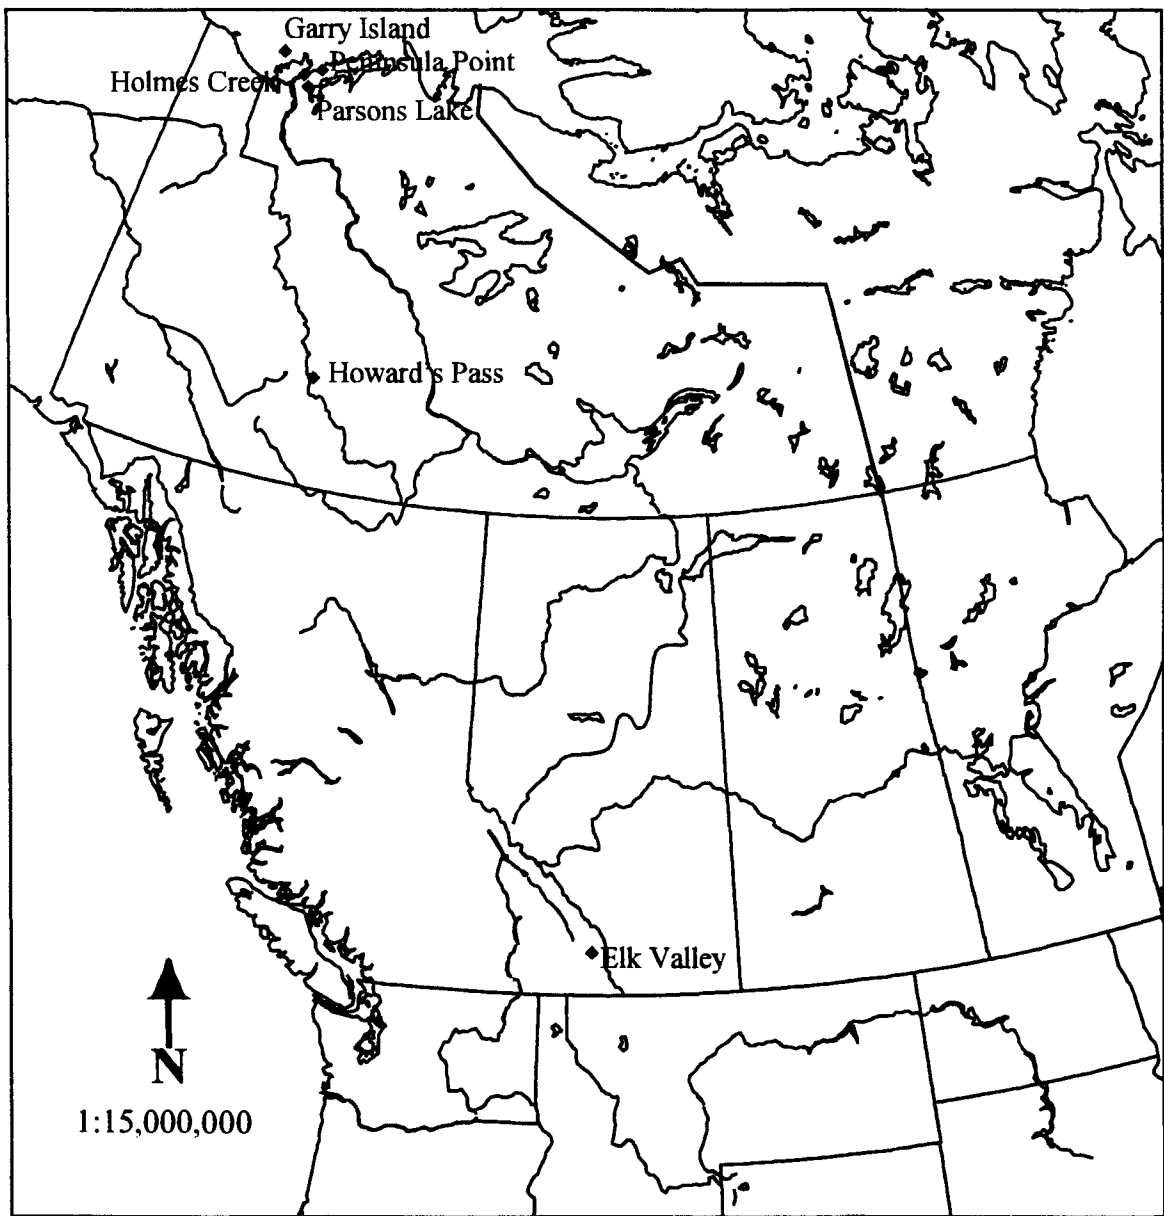 Garry Island
Peninsula Point
Holmes Creek
Parsons Lake
Howard's Pass
Elk Valley
N
1:15,000,000